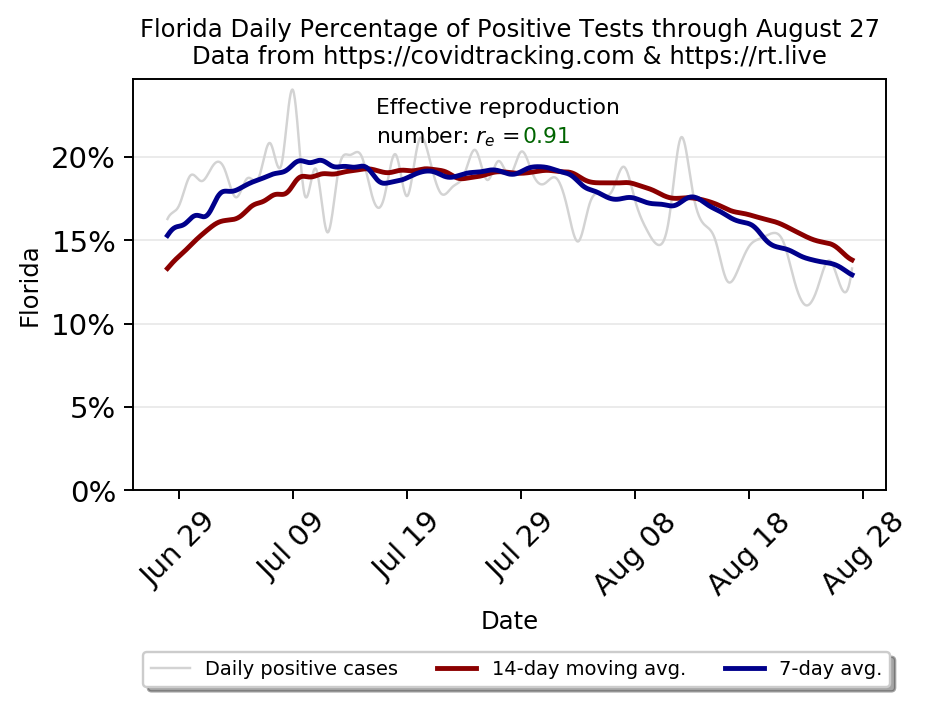 Florida Daily Percentage of Positive Tests through August 27
Data from https://covidtracking.com & https://rt.live
Effective reproduction
number: rₑ =0.91
20%
15%
10%
5%
0%
Florida
Jun 29
Jul 09
Jul 19
Jul 29
Aug 08
Aug 18
Aug 28
Date
Daily positive cases
14-day moving avg.
7-day avg.